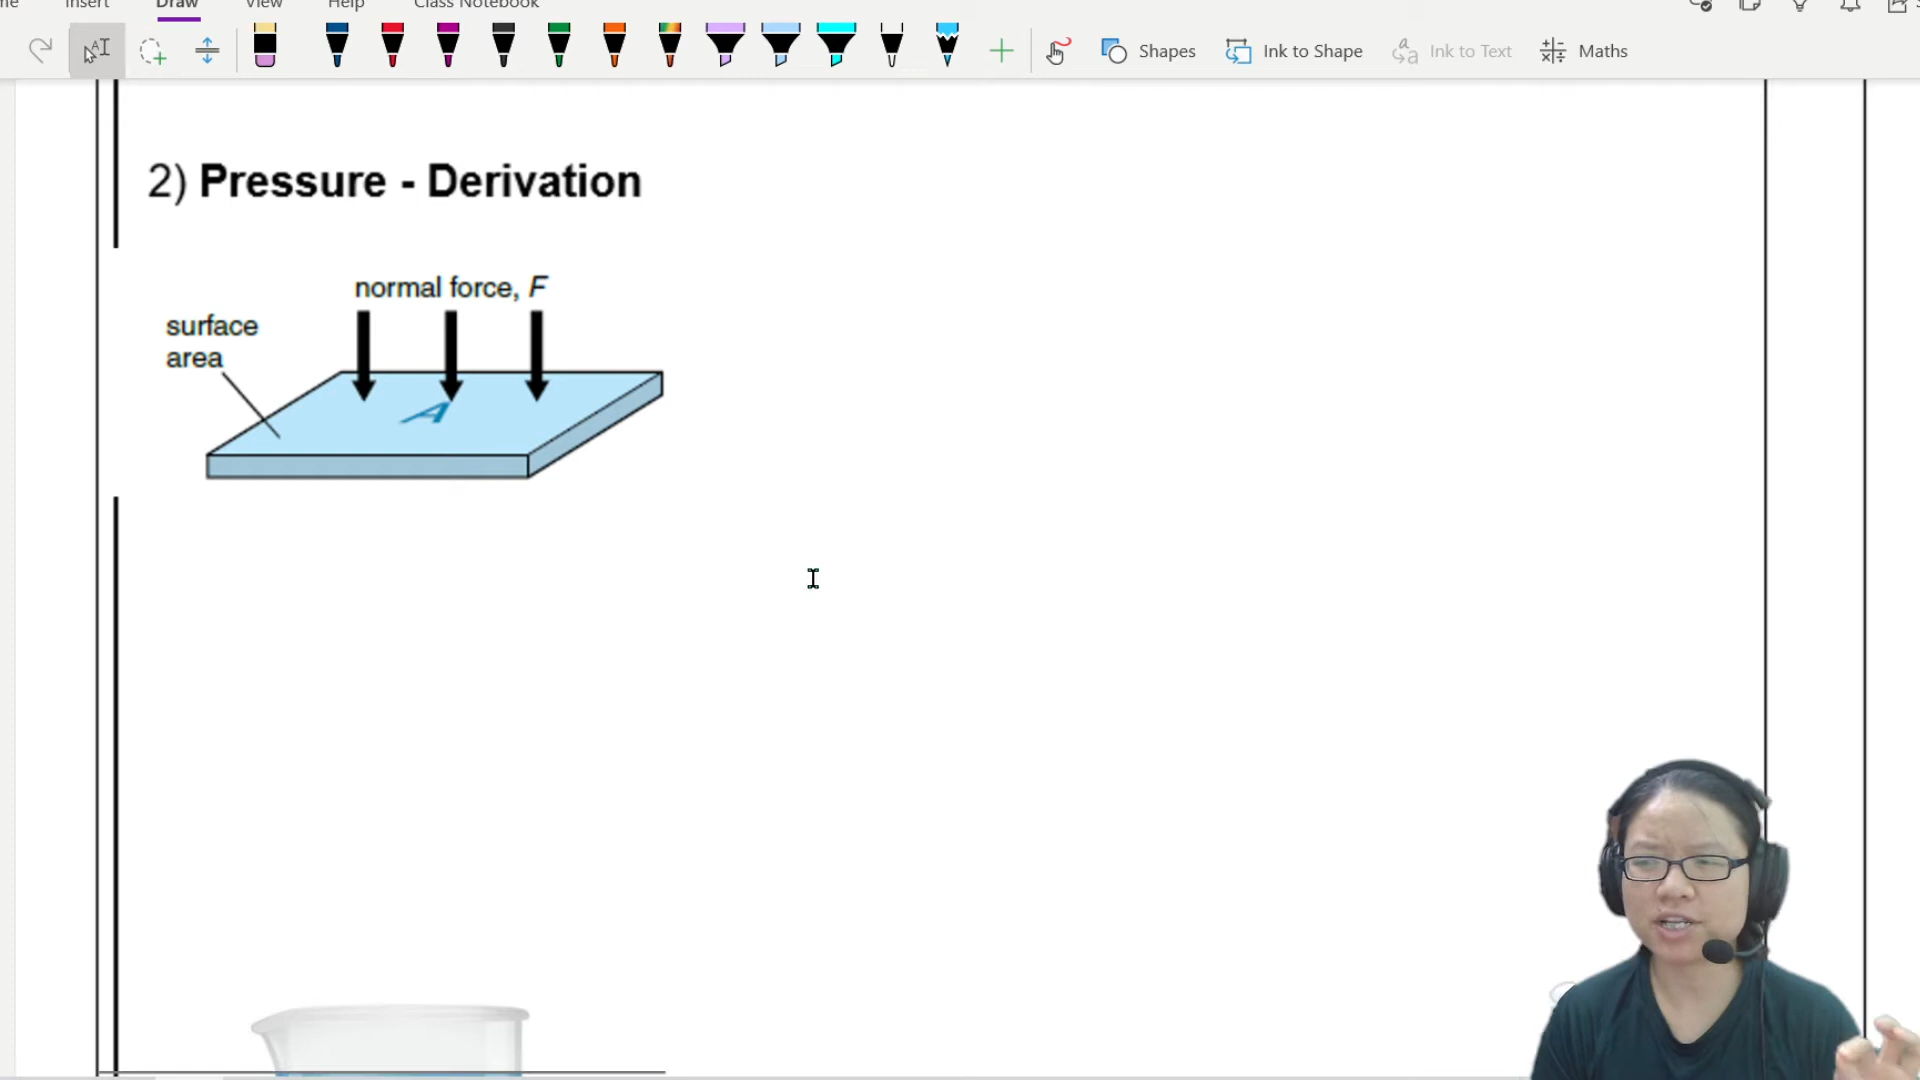 Insert Draw View Help Class Notebook
Shapes Ink to Shape Ink to Text Maths
2) Pressure - Derivation
normal force, F
surface
area
A